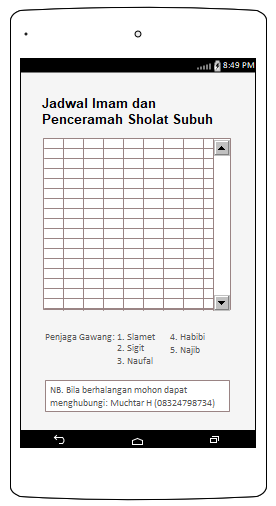 8:49 PM
Jadwal Imam dan
Penceramah Sholat Subuh
Penjaga Gawang: 1. Slamet 4. Habibi
2. Sigit 5. Najib
3. Naufal
NB. Bila berhalangan mohon dapat
menghubungi: Muchtar H (08324798734)